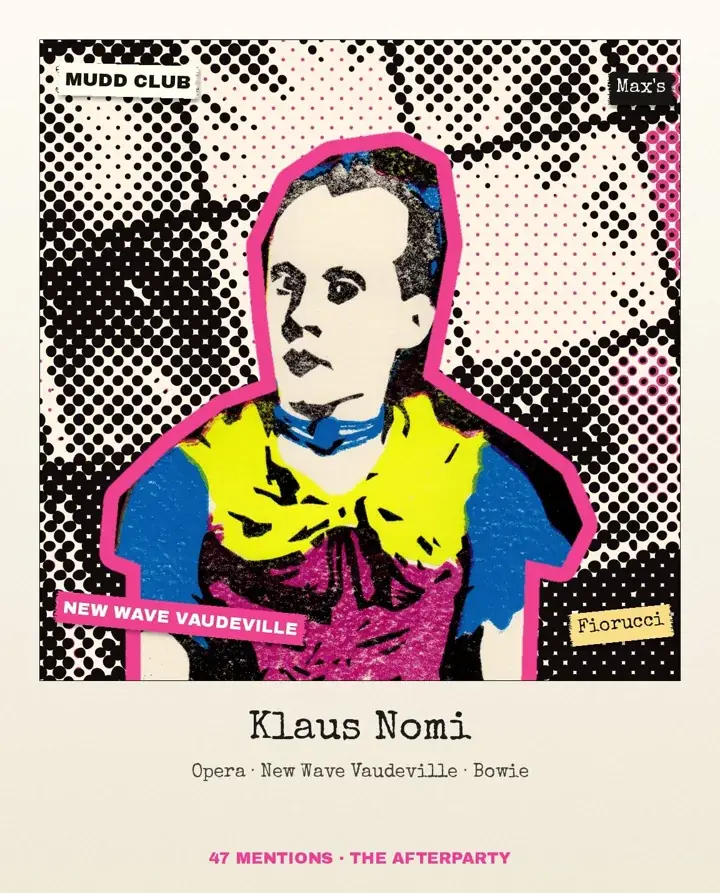 MUDD CLUB
Max's
NEW WAVE VAUDEVILLE
Fiorucci
Klaus Nomi
Opera · New Wave Vaudeville · Bowie
47 MENTIONS · THE AFTERPARTY